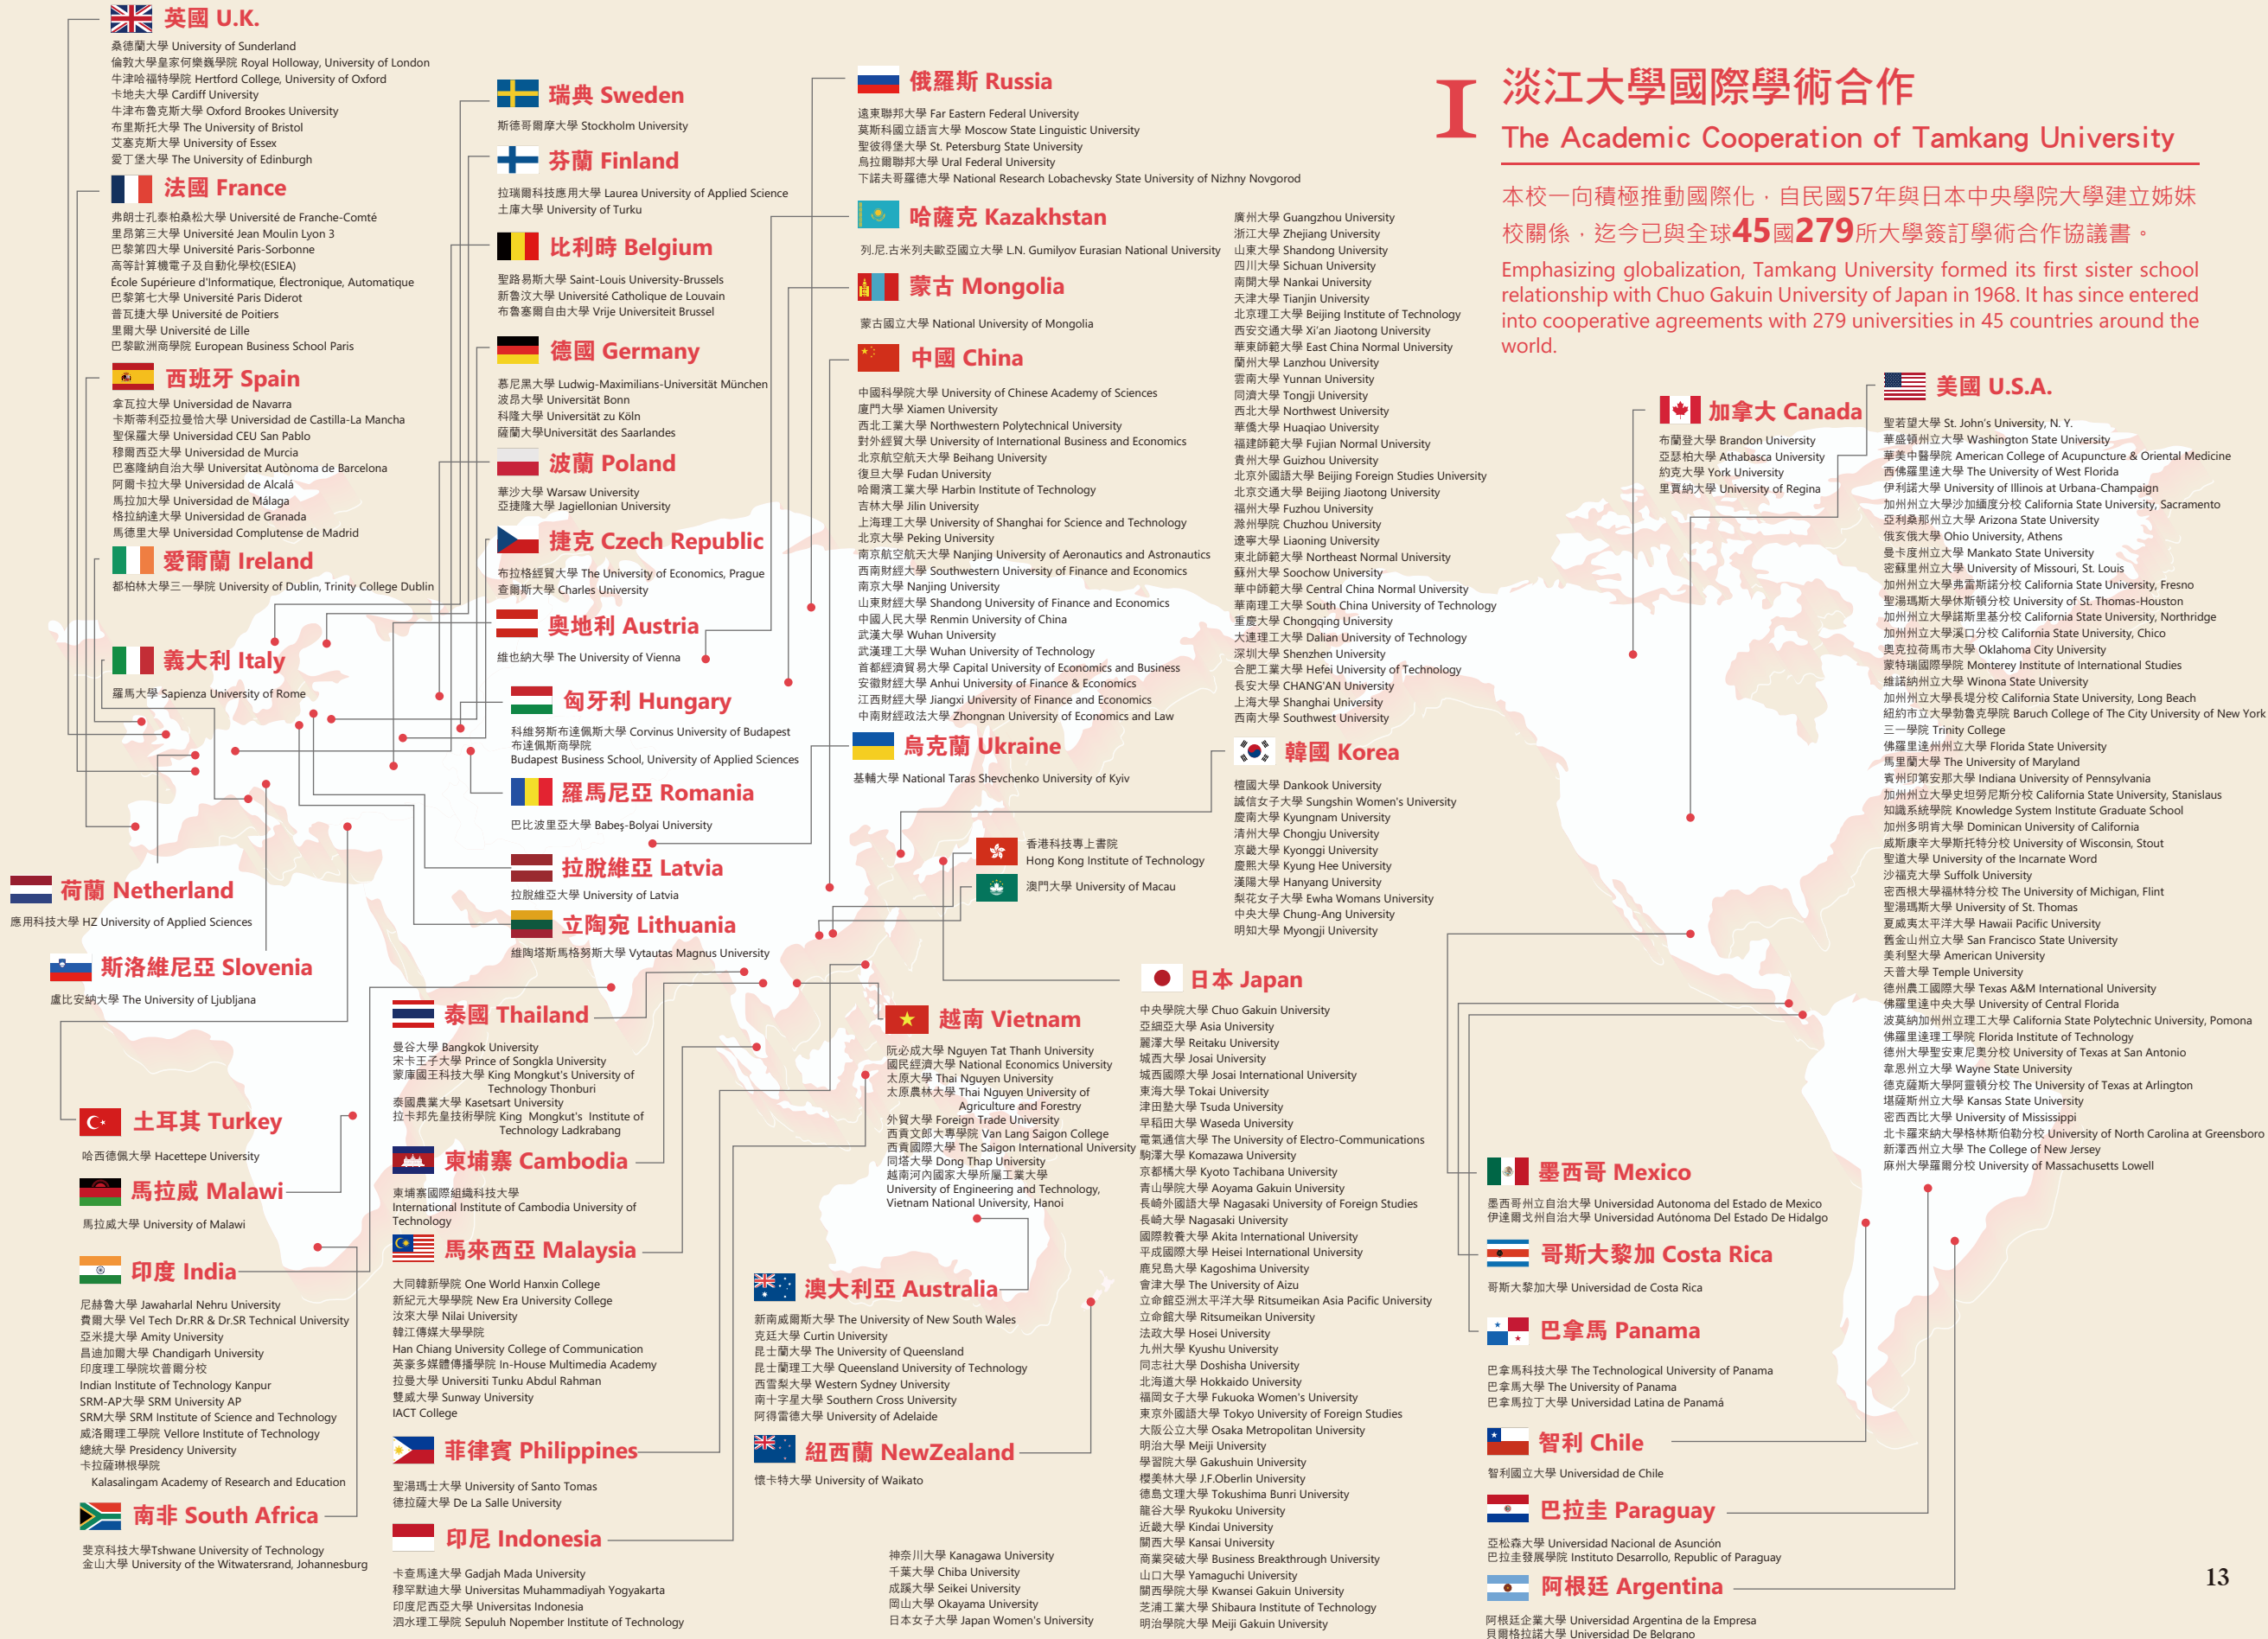 英國 U.K.
桑德蘭大學 University of Sunderland
倫敦大學皇家何樂巍學院 Royal Holloway, University of London
牛津哈福特學院 Hertford College, University of Oxford
卡地夫大學 Cardiff University
牛津布魯克斯大學 Oxford Brookes University
布里斯托大學 The University of Bristol
艾塞克斯大學 University of Essex
愛丁堡大學 The University of Edinburgh
法國 France
弗朗士孔泰柏桑松大學 Université de Franche-Comté
里昂第三大學 Université Jean Moulin Lyon 3
巴黎第四大學 Université Paris-Sorbonne
高等計算機電子及自動化學校(ESIEA)
École Supérieure d'Informatique, Électronique, Automatique
巴黎第七大學 Université Paris Diderot
普瓦捷大學 Université de Poitiers
里爾大學 Université de Lille
巴黎歐洲商學院 European Business School Paris
西班牙 Spain
拿瓦拉大學 Universidad de Navarra
卡斯蒂利亞拉曼恰大學 Universidad de Castilla-La Mancha
聖保羅大學 Universidad CEU San Pablo
穆爾西亞大學 Universidad de Murcia
巴塞隆納自治大學 Universitat Autònoma de Barcelona
阿爾卡拉大學 Universidad de Alcalá
馬拉加大學 Universidad de Málaga
格拉納達大學 Universidad de Granada
馬德里大學 Universidad Complutense de Madrid
愛爾蘭 Ireland
都柏林大學三一學院 University of Dublin, Trinity College Dublin
義大利 Italy
羅馬大學 Sapienza University of Rome
荷蘭 Netherland
應用科技大學 HZ University of Applied Sciences
斯洛維尼亞 Slovenia
盧比安納大學 The University of Ljubljana
土耳其 Turkey
哈西德佩大學 Hacettepe University
馬拉威 Malawi
馬拉威大學 University of Malawi
印度 India
尼赫魯大學 Jawaharlal Nehru University
費爾大學 Vel Tech Dr.RR & Dr.SR Technical University
亞米提大學 Amity University
昌迪加爾大學 Chandigarh University
印度理工學院坎普爾分校
Indian Institute of Technology Kanpur
SRM-AP大學 SRM University AP
SRM大學 SRM Institute of Science and Technology
威洛爾理工學院 Vellore Institute of Technology
總統大學 Presidency University
卡拉薩琳根學院
Kalasalingam Academy of Research and Education
南非 South Africa
斐京科技大學Tshwane University of Technology
金山大學 University of the Witwatersrand, Johannesburg
瑞典 Sweden
斯德哥爾摩大學 Stockholm University
芬蘭 Finland
拉瑞爾科技應用大學 Laurea University of Applied Science
土庫大學 University of Turku
比利時 Belgium
聖路易斯大學 Saint-Louis University-Brussels
新魯汶大學 Université Catholique de Louvain
布魯塞爾自由大學 Vrije Universiteit Brussel
德國 Germany
慕尼黑大學 Ludwig-Maximilians-Universität München
波昂大學 Universität Bonn
科隆大學 Universität zu Köln
薩蘭大學Universität des Saarlandes
波蘭 Poland
華沙大學 Warsaw University
亞捷隆大學 Jagiellonian University
捷克 Czech Republic
布拉格經貿大學 The University of Economics, Prague
查爾斯大學 Charles University
奧地利 Austria
維也納大學 The University of Vienna
匈牙利 Hungary
科維努斯布達佩斯大學 Corvinus University of Budapest
布達佩斯商學院
Budapest Business School, University of Applied Sciences
羅馬尼亞 Romania
巴比波里亞大學 Babeş-Bolyai University
拉脫維亞 Latvia
拉脫維亞大學 University of Latvia
立陶宛 Lithuania
維陶塔斯馬格努斯大學 Vytautas Magnus University
泰國 Thailand
曼谷大學 Bangkok University
宋卡王子大學 Prince of Songkla University
蒙庫國王科技大學 King Mongkut's University of
Technology Thonburi
泰國農業大學 Kasetsart University
拉卡邦先皇技術學院 King Mongkut's Institute of
Technology Ladkrabang
柬埔寨 Cambodia
柬埔寨國際組織科技大學
International Institute of Cambodia University of
Technology
馬來西亞 Malaysia
大同韓新學院 One World Hanxin College
新紀元大學學院 New Era University College
汝來大學 Nilai University
韓江傳媒大學學院
Han Chiang University College of Communication
英豪多媒體傳播學院 In-House Multimedia Academy
拉曼大學 Universiti Tunku Abdul Rahman
雙威大學 Sunway University
IACT College
菲律賓 Philippines
聖湯瑪士大學 University of Santo Tomas
德拉薩大學 De La Salle University
印尼 Indonesia
卡查馬達大學 Gadjah Mada University
穆罕默迪大學 Universitas Muhammadiyah Yogyakarta
印度尼西亞大學 Universitas Indonesia
泗水理工學院 Sepuluh Nopember Institute of Technology
俄羅斯 Russia
遠東聯邦大學 Far Eastern Federal University
莫斯科國立語言大學 Moscow State Linguistic University
聖彼得堡大學 St. Petersburg State University
烏拉爾聯邦大學 Ural Federal University
下諾夫哥羅德大學 National Research Lobachevsky State University of Nizhny Novgorod
哈薩克 Kazakhstan
列.尼.古米列夫歐亞國立大學 L.N. Gumilyov Eurasian National University
蒙古 Mongolia
蒙古國立大學 National University of Mongolia
中國 China
中國科學院大學 University of Chinese Academy of Sciences
廈門大學 Xiamen University
西北工業大學 Northwestern Polytechnical University
對外經貿大學 University of International Business and Economics
北京航空航天大學 Beihang University
復旦大學 Fudan University
哈爾濱工業大學 Harbin Institute of Technology
吉林大學 Jilin University
上海理工大學 University of Shanghai for Science and Technology
北京大學 Peking University
南京航空航天大學 Nanjing University of Aeronautics and Astronautics
西南財經大學 Southwestern University of Finance and Economics
南京大學 Nanjing University
山東財經大學 Shandong University of Finance and Economics
中國人民大學 Renmin University of China
武漢大學 Wuhan University
武漢理工大學 Wuhan University of Technology
首都經濟貿易大學 Capital University of Economics and Business
安徽財經大學 Anhui University of Finance & Economics
江西財經大學 Jiangxi University of Finance and Economics
中南財經政法大學 Zhongnan University of Economics and Law
廣州大學 Guangzhou University
浙江大學 Zhejiang University
山東大學 Shandong University
四川大學 Sichuan University
南開大學 Nankai University
天津大學 Tianjin University
北京理工大學 Beijing Institute of Technology
西安交通大學 Xi'an Jiaotong University
華東師範大學 East China Normal University
蘭州大學 Lanzhou University
雲南大學 Yunnan University
同濟大學 Tongji University
西北大學 Northwest University
華僑大學 Huaqiao University
福建師範大學 Fujian Normal University
貴州大學 Guizhou University
北京外國語大學 Beijing Foreign Studies University
北京交通大學 Beijing Jiaotong University
福州大學 Fuzhou University
滁州學院 Chuzhou University
遼寧大學 Liaoning University
東北師範大學 Northeast Normal University
蘇州大學 Soochow University
華中師範大學 Central China Normal University
華南理工大學 South China University of Technology
重慶大學 Chongqing University
大連理工大學 Dalian University of Technology
深圳大學 Shenzhen University
合肥工業大學 Hefei University of Technology
長安大學 CHANG'AN University
上海大學 Shanghai University
西南大學 Southwest University
烏克蘭 Ukraine
基輔大學 National Taras Shevchenko University of Kyiv
韓國 Korea
檀國大學 Dankook University
誠信女子大學 Sungshin Women's University
慶南大學 Kyungnam University
清州大學 Chongju University
京畿大學 Kyonggi University
慶熙大學 Kyung Hee University
漢陽大學 Hanyang University
梨花女子大學 Ewha Womans University
中央大學 Chung-Ang University
明知大學 Myongji University
香港科技專上書院
Hong Kong Institute of Technology
澳門大學 University of Macau
越南 Vietnam
阮必成大學 Nguyen Tat Thanh University
國民經濟大學 National Economics University
太原大學 Thai Nguyen University
太原農林大學 Thai Nguyen University of
Agriculture and Forestry
外貿大學 Foreign Trade University
西貢文郎大專學院 Van Lang Saigon College
西貢國際大學 The Saigon International University
同塔大學 Dong Thap University
越南河內國家大學所屬工業大學
University of Engineering and Technology,
Vietnam National University, Hanoi
澳大利亞 Australia
新南威爾斯大學 The University of New South Wales
克廷大學 Curtin University
昆士蘭大學 The University of Queensland
昆士蘭理工大學 Queensland University of Technology
西雪梨大學 Western Sydney University
南十字星大學 Southern Cross University
阿得雷德大學 University of Adelaide
紐西蘭 NewZealand
懷卡特大學 University of Waikato
日本 Japan
中央學院大學 Chuo Gakuin University
亞細亞大學 Asia University
麗澤大學 Reitaku University
城西大學 Josai University
城西國際大學 Josai International University
東海大學 Tokai University
津田塾大學 Tsuda University
早稻田大學 Waseda University
電氣通信大學 The University of Electro-Communications
駒澤大學 Komazawa University
京都橘大學 Kyoto Tachibana University
青山學院大學 Aoyama Gakuin University
長崎外國語大學 Nagasaki University of Foreign Studies
長崎大學 Nagasaki University
國際教養大學 Akita International University
平成國際大學 Heisei International University
鹿兒島大學 Kagoshima University
會津大學 The University of Aizu
立命館亞洲太平洋大學 Ritsumeikan Asia Pacific University
立命館大學 Ritsumeikan University
法政大學 Hosei University
九州大學 Kyushu University
同志社大學 Doshisha University
北海道大學 Hokkaido University
福岡女子大學 Fukuoka Women's University
東京外國語大學 Tokyo University of Foreign Studies
大阪公立大學 Osaka Metropolitan University
明治大學 Meiji University
學習院大學 Gakushuin University
櫻美林大學 J.F.Oberlin University
德島文理大學 Tokushima Bunri University
龍谷大學 Ryukoku University
近畿大學 Kindai University
關西大學 Kansai University
商業突破大學 Business Breakthrough University
山口大學 Yamaguchi University
關西學院大學 Kwansei Gakuin University
芝浦工業大學 Shibaura Institute of Technology
明治學院大學 Meiji Gakuin University
神奈川大學 Kanagawa University
千葉大學 Chiba University
成蹊大學 Seikei University
岡山大學 Okayama University
日本女子大學 Japan Women's University
I
淡江大學國際學術合作
The Academic Cooperation of Tamkang University
本校一向積極推動國際化，自民國57年與日本中央學院大學建立姊妹
校關係，迄今已與全球45國279所大學簽訂學術合作協議書。
Emphasizing globalization, Tamkang University formed its first sister school
relationship with Chuo Gakuin University of Japan in 1968. It has since entered
into cooperative agreements with 279 universities in 45 countries around the
world.
加拿大 Canada
布蘭登大學 Brandon University
亞瑟柏大學 Athabasca University
約克大學 York University
里賈納大學 University of Regina
美國 U.S.A.
聖若望大學 St. John's University, N. Y.
華盛頓州立大學 Washington State University
華美中醫學院 American College of Acupuncture & Oriental Medicine
西佛羅里達大學 The University of West Florida
伊利諾大學 University of Illinois at Urbana-Champaign
加州州立大學沙加緬度分校 California State University, Sacramento
亞利桑那州立大學 Arizona State University
俄亥俄大學 Ohio University, Athens
曼卡度州立大學 Mankato State University
密蘇里州立大學 University of Missouri, St. Louis
加州州立大學弗雷斯諾分校 California State University, Fresno
聖湯瑪斯大學休斯頓分校 University of St. Thomas-Houston
加州州立大學諾斯里基分校 California State University, Northridge
加州州立大學溪口分校 California State University, Chico
奧克拉荷馬市大學 Oklahoma City University
蒙特瑞國際學院 Monterey Institute of International Studies
維諾納州立大學 Winona State University
加州州立大學長堤分校 California State University, Long Beach
紐約市立大學勃魯克學院 Baruch College of The City University of New York
三一學院 Trinity College
佛羅里達州州立大學 Florida State University
馬里蘭大學 The University of Maryland
賓州印第安那大學 Indiana University of Pennsylvania
加州州立大學史坦勞尼斯分校 California State University, Stanislaus
知識系統學院 Knowledge System Institute Graduate School
加州多明肯大學 Dominican University of California
威斯康辛大學斯托特分校 University of Wisconsin, Stout
聖道大學 University of the Incarnate Word
沙福克大學 Suffolk University
密西根大學福林特分校 The University of Michigan, Flint
聖湯瑪斯大學 University of St. Thomas
夏威夷太平洋大學 Hawaii Pacific University
舊金山州立大學 San Francisco State University
美利堅大學 American University
天普大學 Temple University
德州農工國際大學 Texas A&M International University
佛羅里達中央大學 University of Central Florida
波莫納加州州立理工大學 California State Polytechnic University, Pomona
佛羅里達理工學院 Florida Institute of Technology
德州大學聖安東尼奧分校 University of Texas at San Antonio
韋恩州立大學 Wayne State University
德克薩斯大學阿靈頓分校 The University of Texas at Arlington
堪薩斯州立大學 Kansas State University
密西西比大學 University of Mississippi
北卡羅來納大學格林斯伯勒分校 University of North Carolina at Greensboro
新澤西州立大學 The College of New Jersey
麻州大學羅爾分校 University of Massachusetts Lowell
墨西哥 Mexico
墨西哥州立自治大學 Universidad Autonoma del Estado de Mexico
伊達爾戈州自治大學 Universidad Autónoma Del Estado De Hidalgo
哥斯大黎加 Costa Rica
哥斯大黎加大學 Universidad de Costa Rica
巴拿馬 Panama
巴拿馬科技大學 The Technological University of Panama
巴拿馬大學 The University of Panama
巴拿馬拉丁大學 Universidad Latina de Panamá
智利 Chile
智利國立大學 Universidad de Chile
巴拉圭 Paraguay
亞松森大學 Universidad Nacional de Asunción
巴拉圭發展學院 Instituto Desarrollo, Republic of Paraguay
阿根廷 Argentina
阿根廷企業大學 Universidad Argentina de la Empresa
貝爾格拉諾大學 Universidad De Belgrano
13